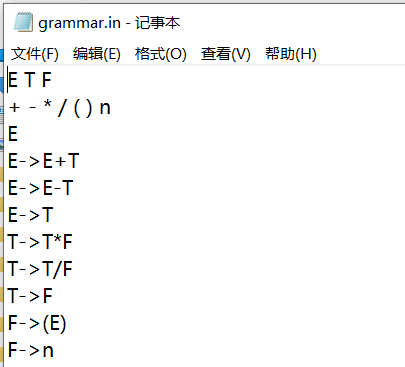 grammar.in - 记事本
文件(F) 编辑(E) 格式(O) 查看(V) 帮助(H)
E T F
+ - * / ( ) n
E
E->E+T
E->E-T
E->T
T->T*F
T->T/F
T->F
F->(E)
F->n